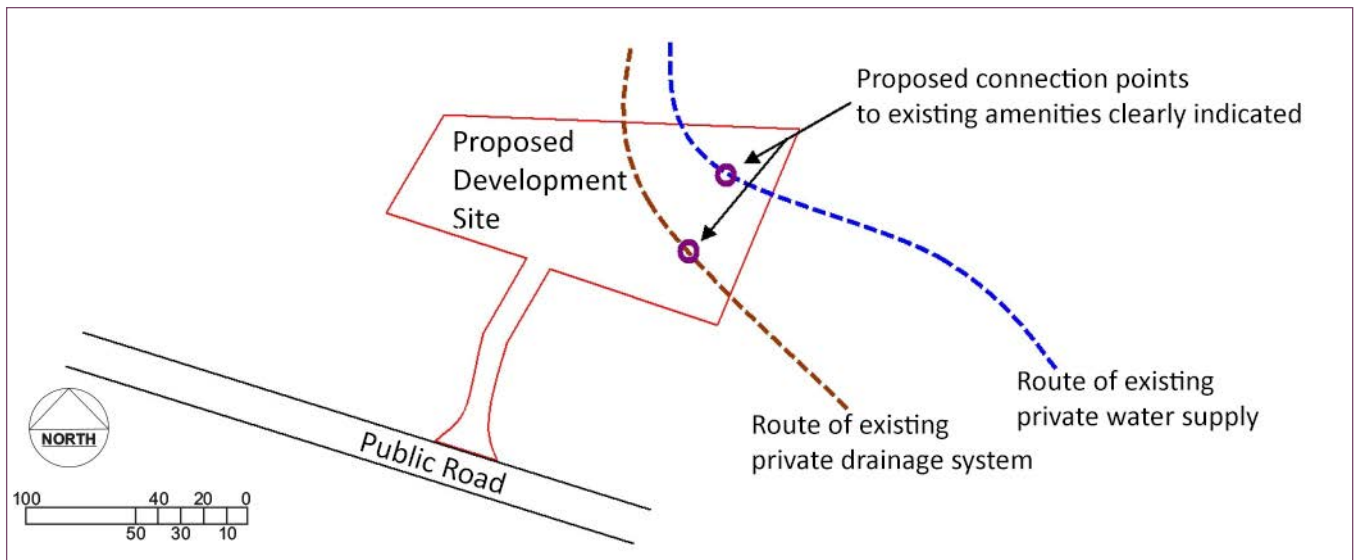 Proposed connection points
to existing amenities clearly indicated
Proposed
Development
Site
Route of existing
private water supply
Route of existing
private drainage system
Public Road
NORTH
100 40 20 0
50 30 10